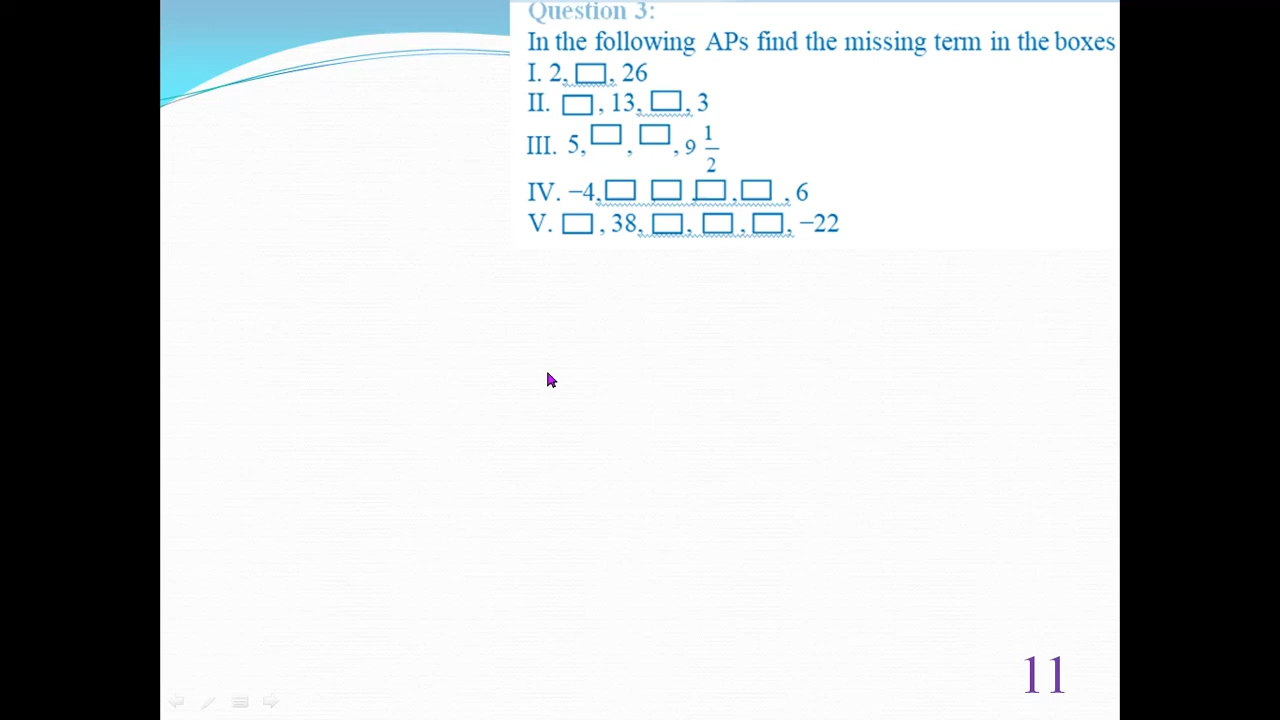 Question 3:
In the following APs find the missing term in the boxes
I. 2, □, 26
II. □, 13, □, 3
III. 5, □, □, 9 1/2
IV. −4, □ □, □, □, 6
V. □, 38, □, □, □, −22
11